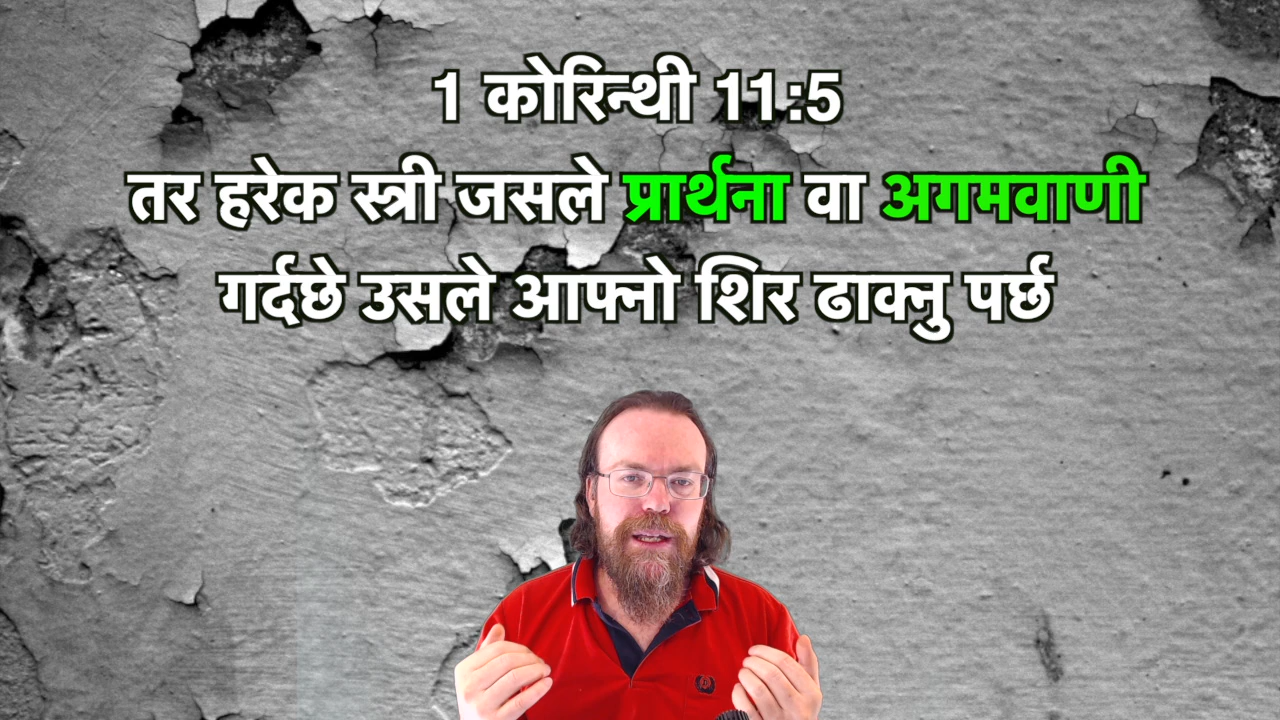 1 कोरिन्थी 11:5
तर हरेक स्त्री जसले प्रार्थना वा अगमवाणी
गर्दछे उसले आफ्नो शिर ढाक्नु पर्छ